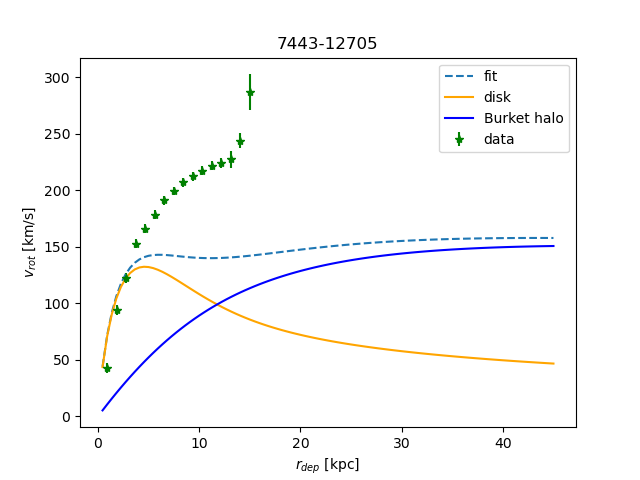 7443-12705
fit
disk
Burket halo
data
v_rot [km/s]
300
250
200
150
100
50
0
0 10 20 30 40
r_dep [kpc]